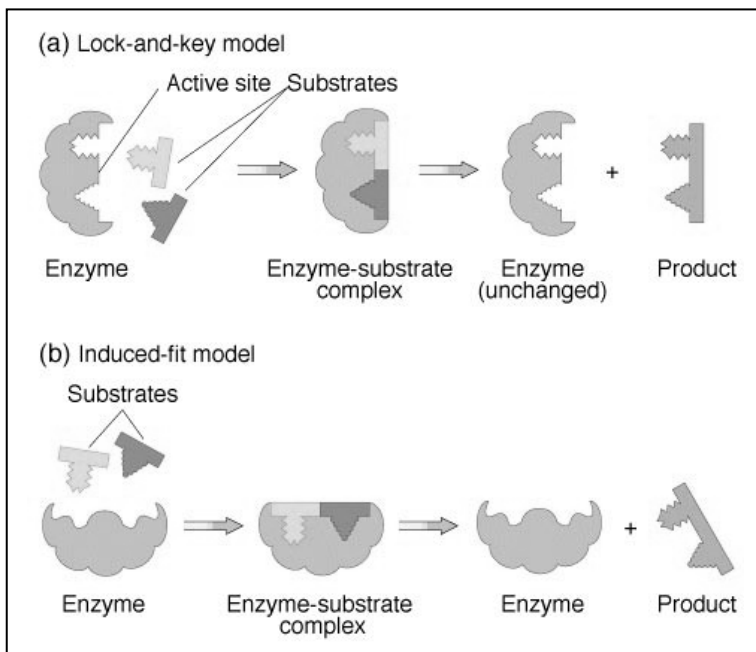 (a) Lock-and-key model
Active site
Substrates
Enzyme
Enzyme-substrate
complex
Enzyme
(unchanged)
+
Product
(b) Induced-fit model
Substrates
Enzyme
Enzyme-substrate
complex
Enzyme
+
Product